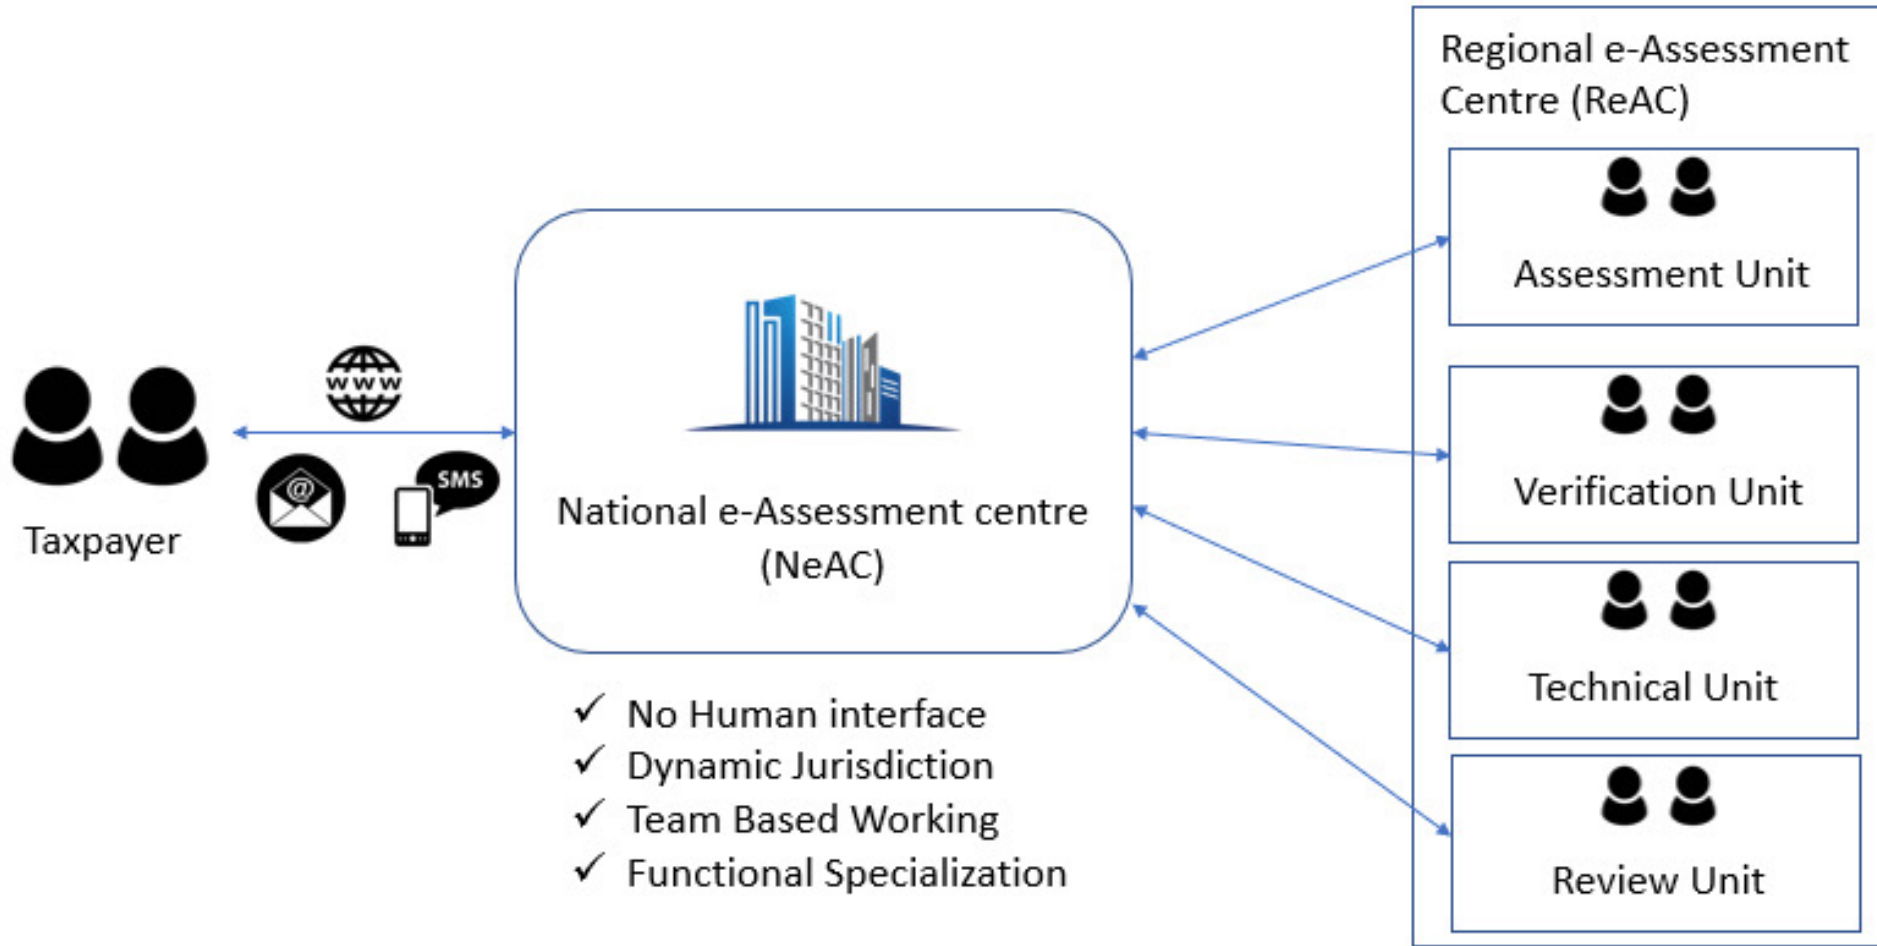 Regional e-Assessment
Centre (ReAC)
Assessment Unit
Verification Unit
Technical Unit
Review Unit
www
@
SMS
Taxpayer
National e-Assessment centre
(NeAC)
✓ No Human interface
✓ Dynamic Jurisdiction
✓ Team Based Working
✓ Functional Specialization